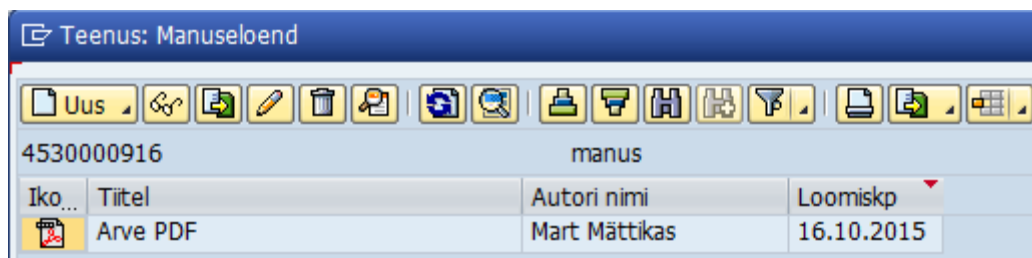 Teenus: Manuseloend
Uus
4530000916 manus
Iko... Tiitel Autori nimi Loomiskp
Arve PDF Mart Mättikas 16.10.2015